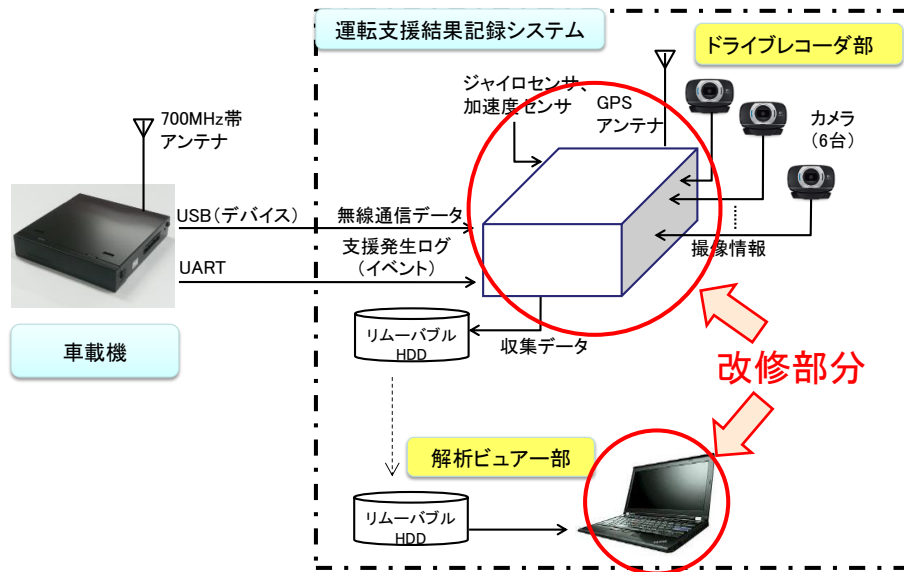 運転支援結果記録システム
ドライブレコーダ部
ジャイロセンサ、
加速度センサ
GPS
アンテナ
カメラ
(6台)
700MHz帯
アンテナ
USB(デバイス)
無線通信データ
支援発生ログ
(イベント)
UART
撮像情報
車載機
リムーバブル
HDD
収集データ
改修部分
解析ビュアー部
リムーバブル
HDD